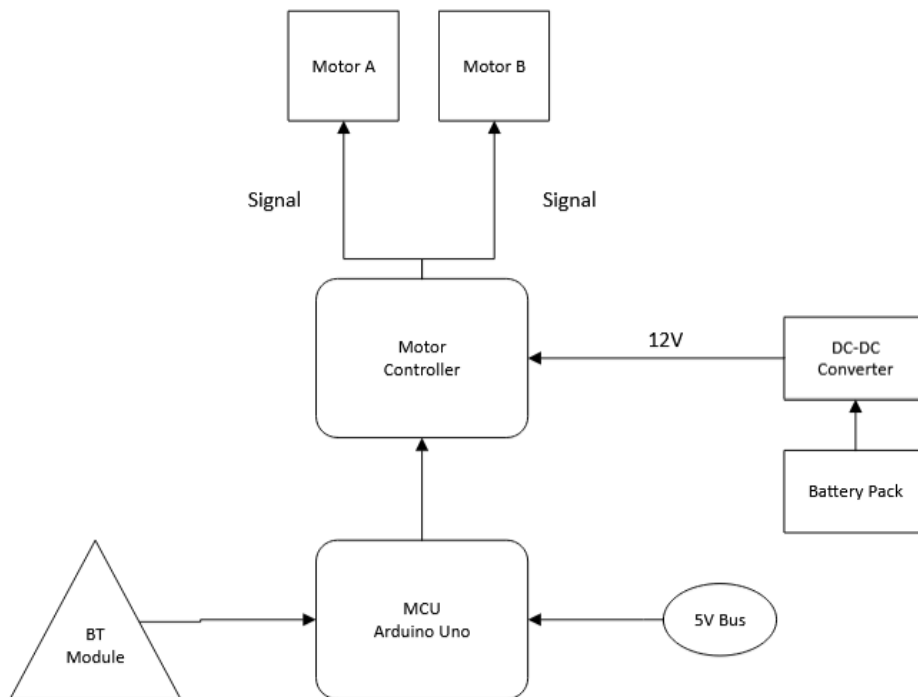 Motor A
Motor B
Signal
Signal
Motor
Controller
12V
DC-DC
Converter
Battery Pack
BT
Module
MCU
Arduino Uno
5V Bus